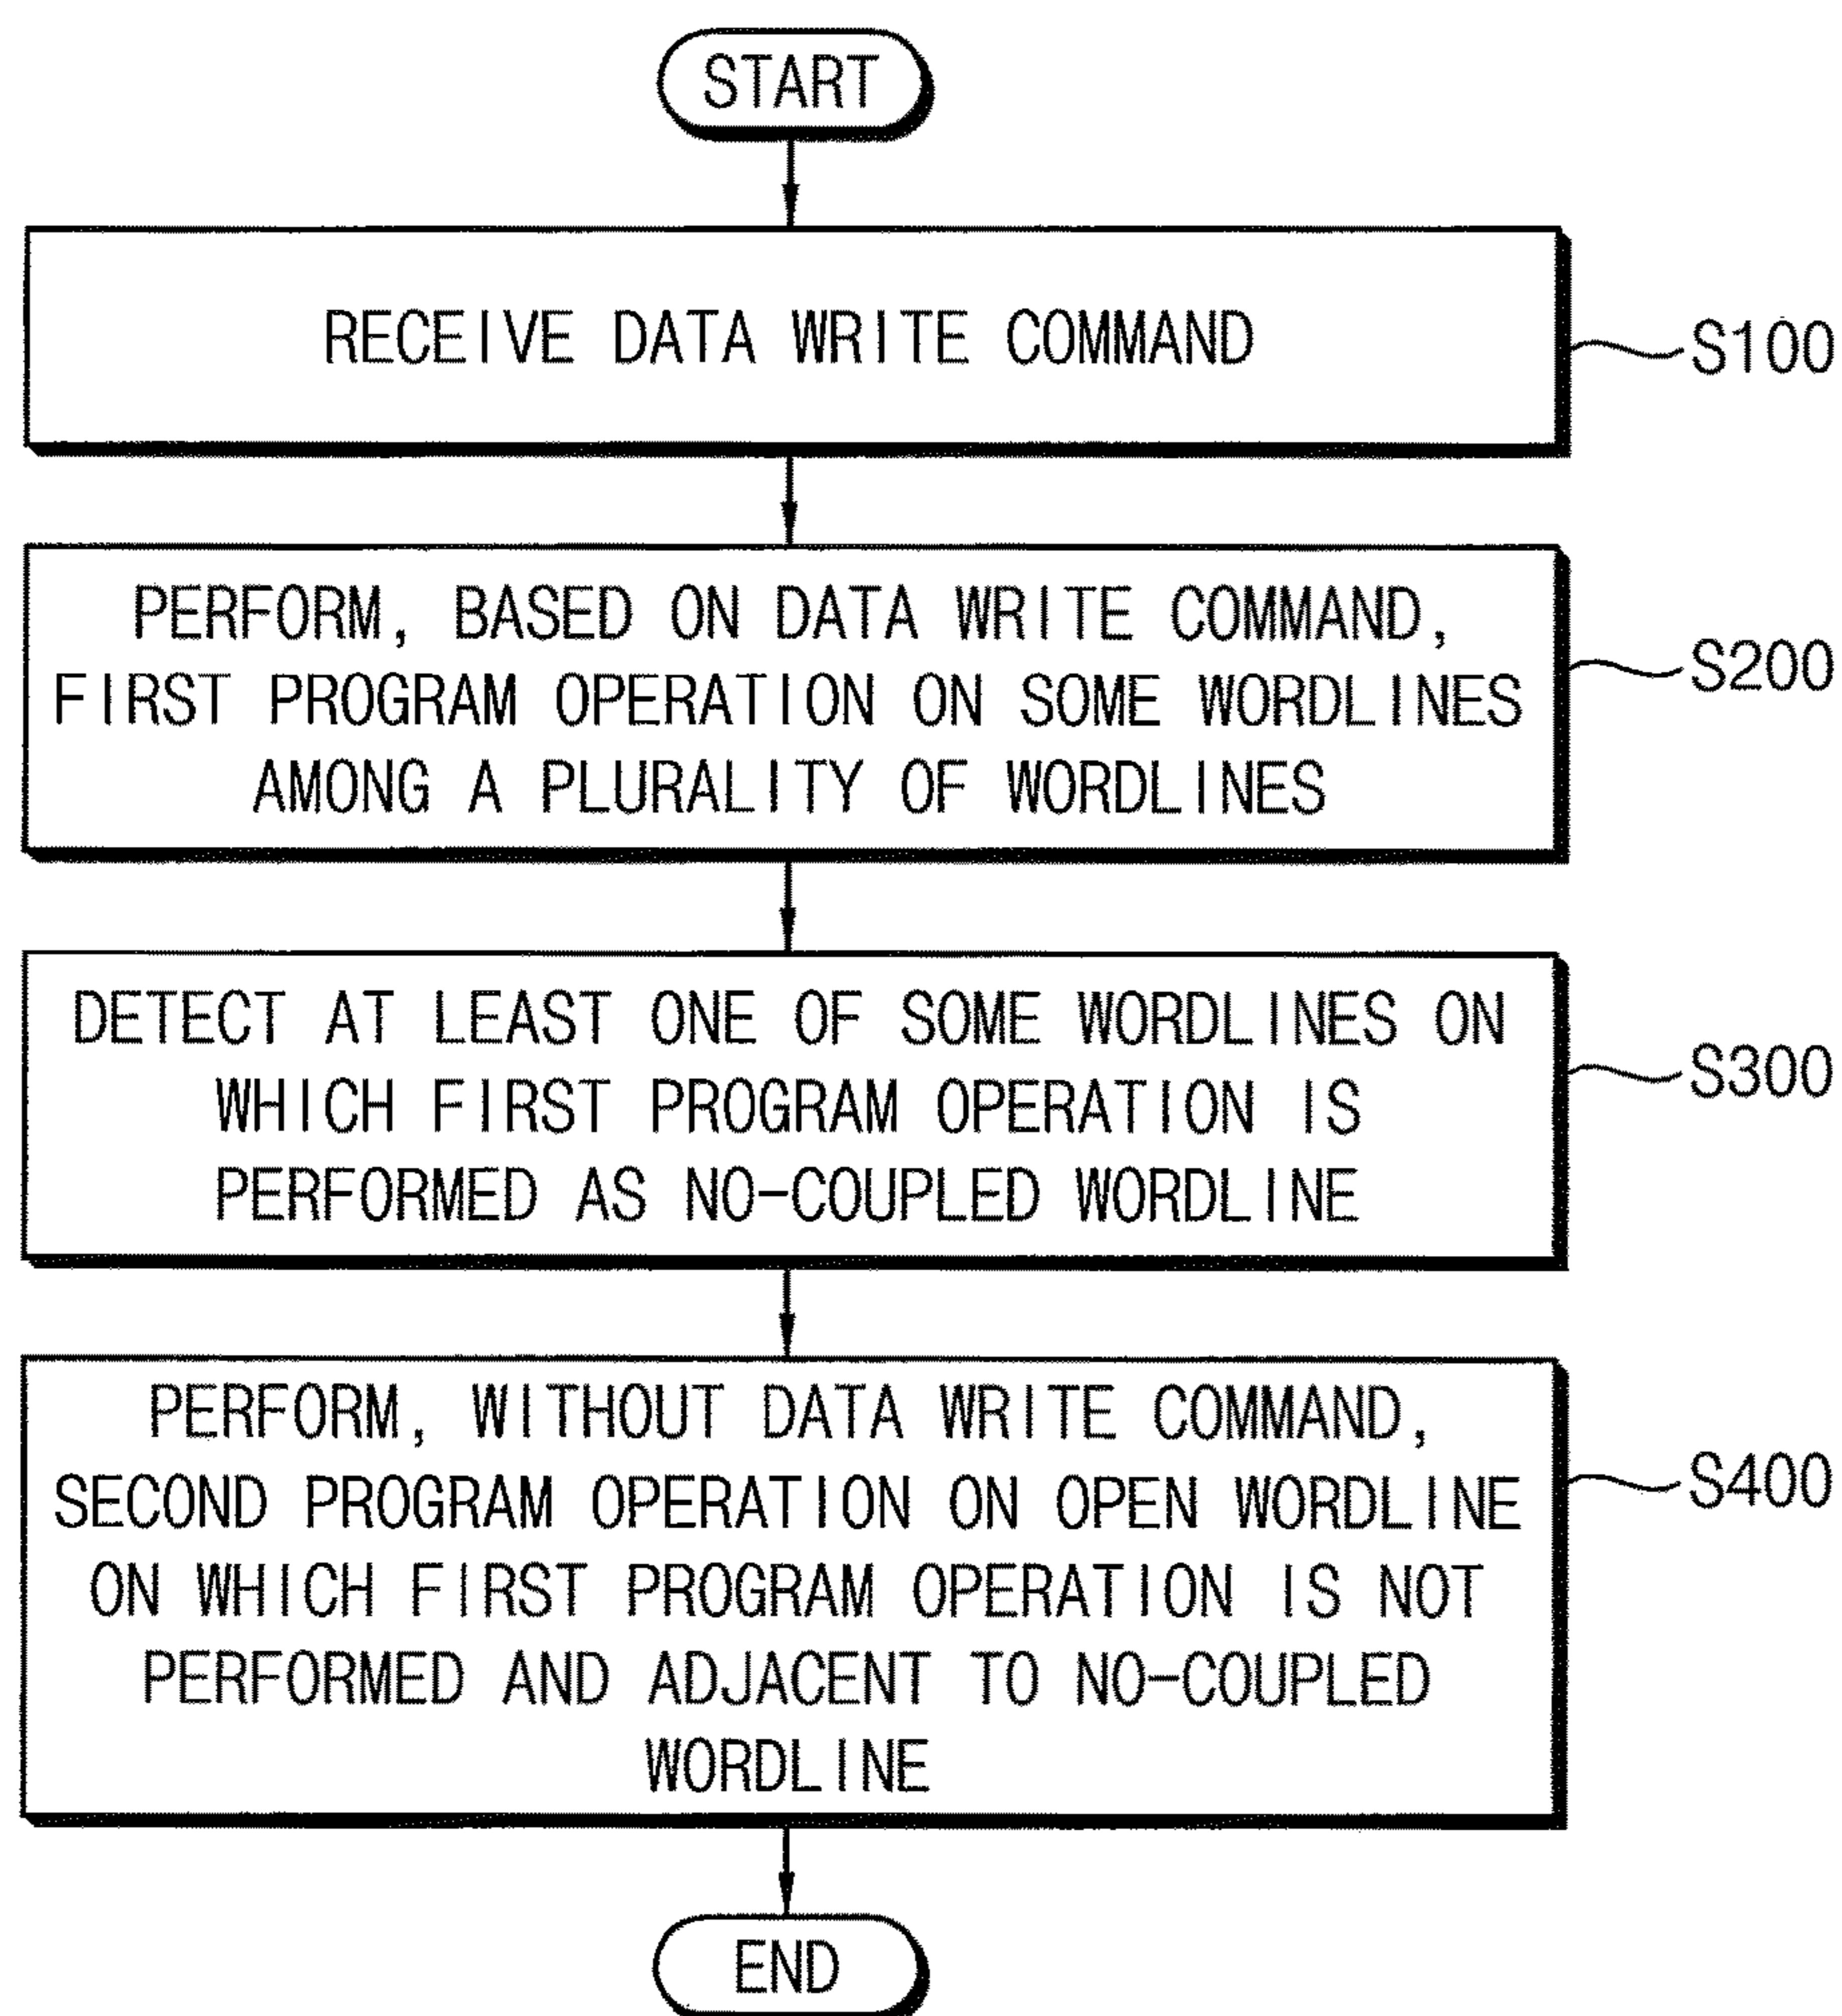 START
RECEIVE DATA WRITE COMMAND
S100
PERFORM, BASED ON DATA WRITE COMMAND,
FIRST PROGRAM OPERATION ON SOME WORDLINES
AMONG A PLURALITY OF WORDLINES
S200
DETECT AT LEAST ONE OF SOME WORDLINES ON
WHICH FIRST PROGRAM OPERATION IS
PERFORMED AS NO-COUPLED WORDLINE
S300
PERFORM, WITHOUT DATA WRITE COMMAND,
SECOND PROGRAM OPERATION ON OPEN WORDLINE
ON WHICH FIRST PROGRAM OPERATION IS NOT
PERFORMED AND ADJACENT TO NO-COUPLED
WORDLINE
S400
END